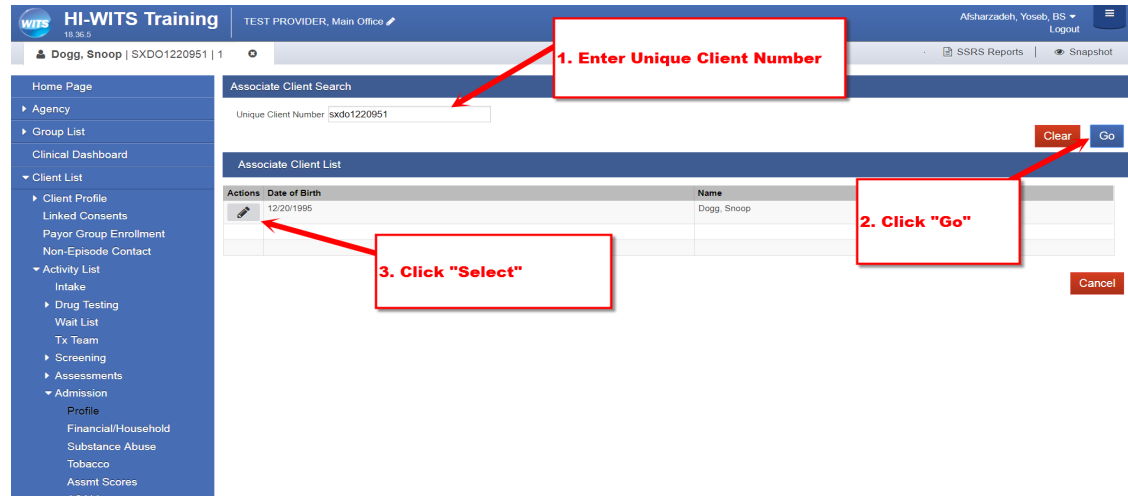 WITS
HI-WITS Training
18.36.5
TEST PROVIDER, Main Office
Afsharzadeh, Yoseb, BS
Logout
Dogg, Snoop | SXDO1220951 | 1
SSRS Reports | Snapshot
1. Enter Unique Client Number
Home Page
Agency
Group List
Clinical Dashboard
Client List
Client Profile
Linked Consents
Payor Group Enrollment
Non-Episode Contact
Activity List
Intake
Drug Testing
Wait List
Tx Team
Screening
Assessments
Admission
Profile
Financial/Household
Substance Abuse
Tobacco
Assmt Scores
Associate Client Search
Unique Client Number sxdo1220951
Clear Go
Associate Client List
Actions Date of Birth Name
12/20/1995 Dogg, Snoop
2. Click "Go"
3. Click "Select"
Cancel